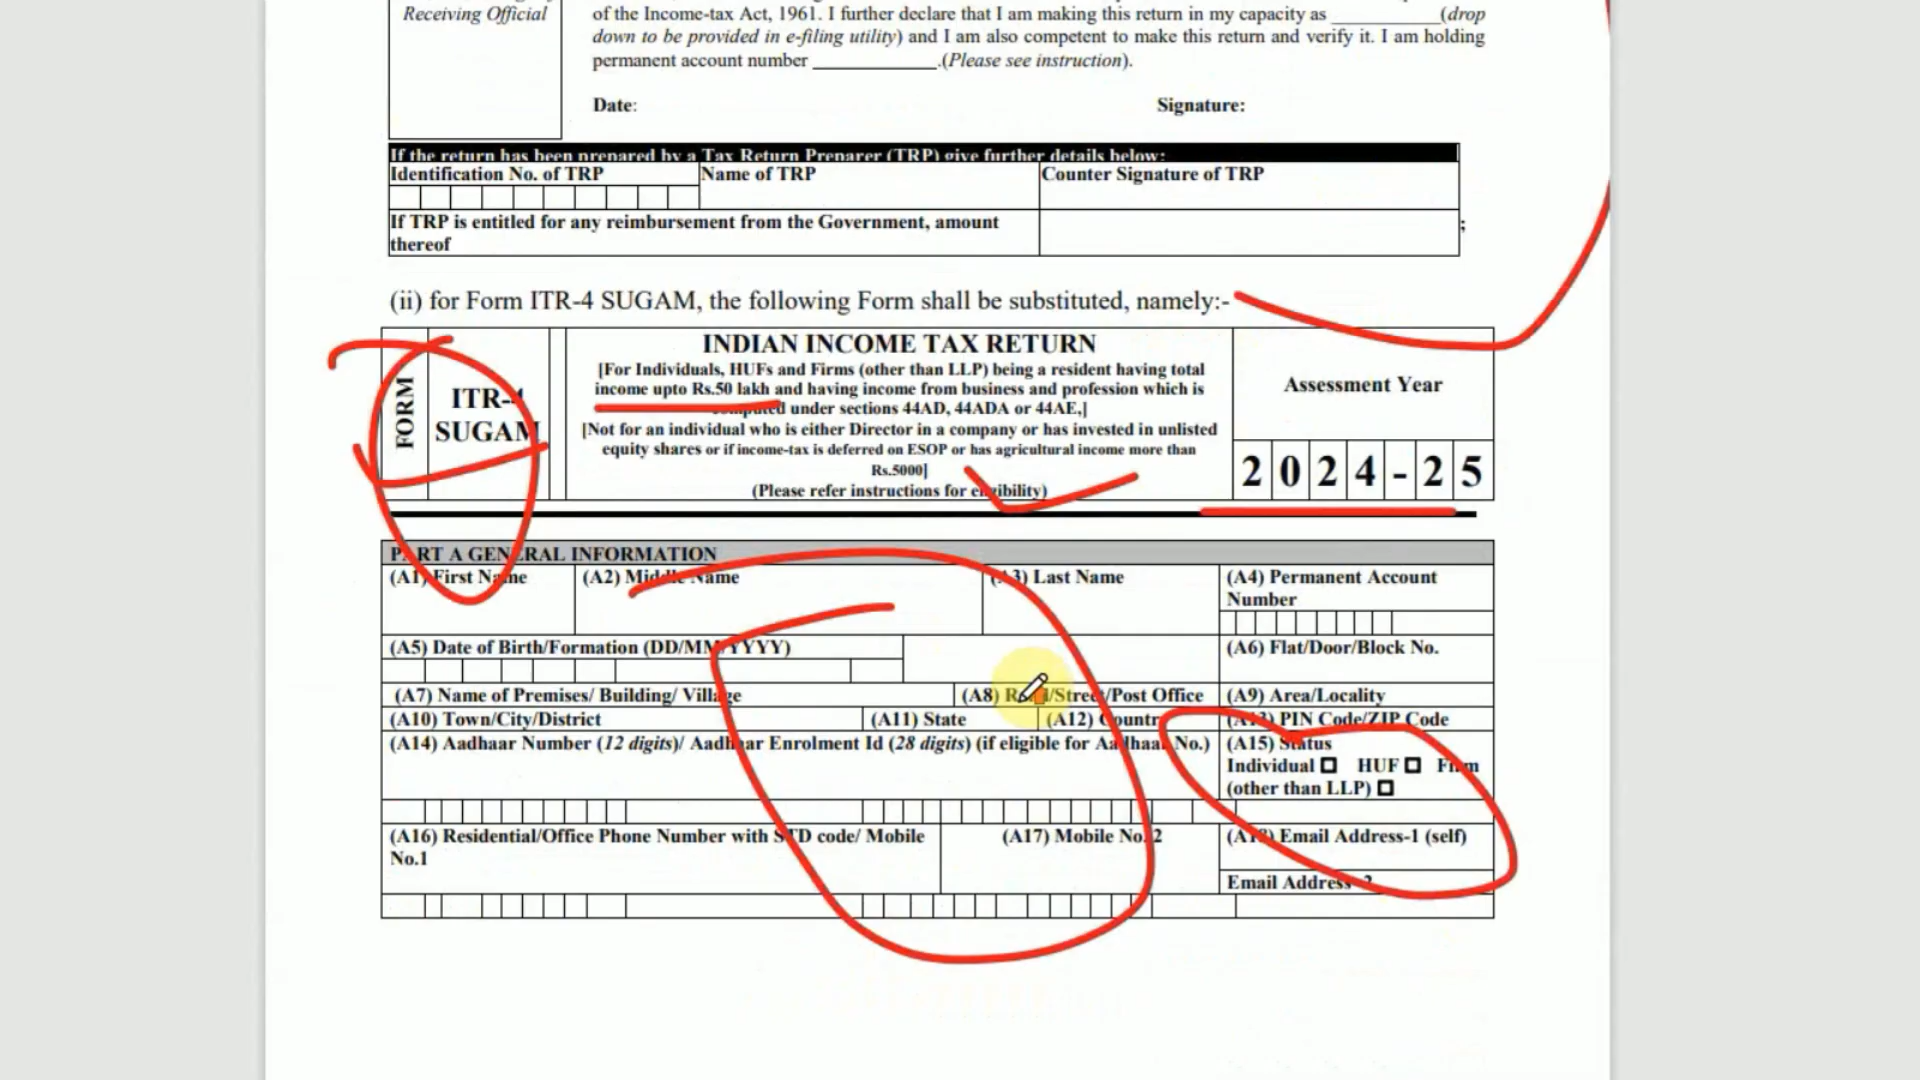 Receiving Official
of the Income-tax Act, 1961. I further declare that I am making this return in my capacity as ___________(drop
down to be provided in e-filing utility) and I am also competent to make this return and verify it. I am holding
permanent account number _____________.(Please see instruction).
Date:
Signature:
If the return has been prepared by a Tax Return Preparer (TRP) give further details below:
Identification No. of TRP
Name of TRP
Counter Signature of TRP
If TRP is entitled for any reimbursement from the Government, amount
thereof
;
(ii) for Form ITR-4 SUGAM, the following Form shall be substituted, namely:-
FORM
ITR-4
SUGAM
INDIAN INCOME TAX RETURN
[For Individuals, HUFs and Firms (other than LLP) being a resident having total
income upto Rs.50 lakh and having income from business and profession which is
computed under sections 44AD, 44ADA or 44AE,]
[Not for an individual who is either Director in a company or has invested in unlisted
equity shares or if income-tax is deferred on ESOP or has agricultural income more than
Rs.5000]
(Please refer instructions for eligibility)
Assessment Year
2024-25
PART A GENERAL INFORMATION
(A1) First Name
(A2) Middle Name
(A3) Last Name
(A4) Permanent Account
Number
(A5) Date of Birth/Formation (DD/MM/YYYY)
(A6) Flat/Door/Block No.
(A7) Name of Premises/ Building/ Village
(A8) Road/Street/Post Office
(A9) Area/Locality
(A10) Town/City/District
(A11) State
(A12) Country
(A13) PIN Code/ZIP Code
(A14) Aadhaar Number (12 digits)/ Aadhaar Enrolment Id (28 digits) (if eligible for Aadhaar No.)
(A15) Status
Individual ☐ HUF ☐ Firm
(other than LLP) ☐
(A16) Residential/Office Phone Number with STD code/ Mobile
No.1
(A17) Mobile No. 2
(A18) Email Address-1 (self)
Email Address-2